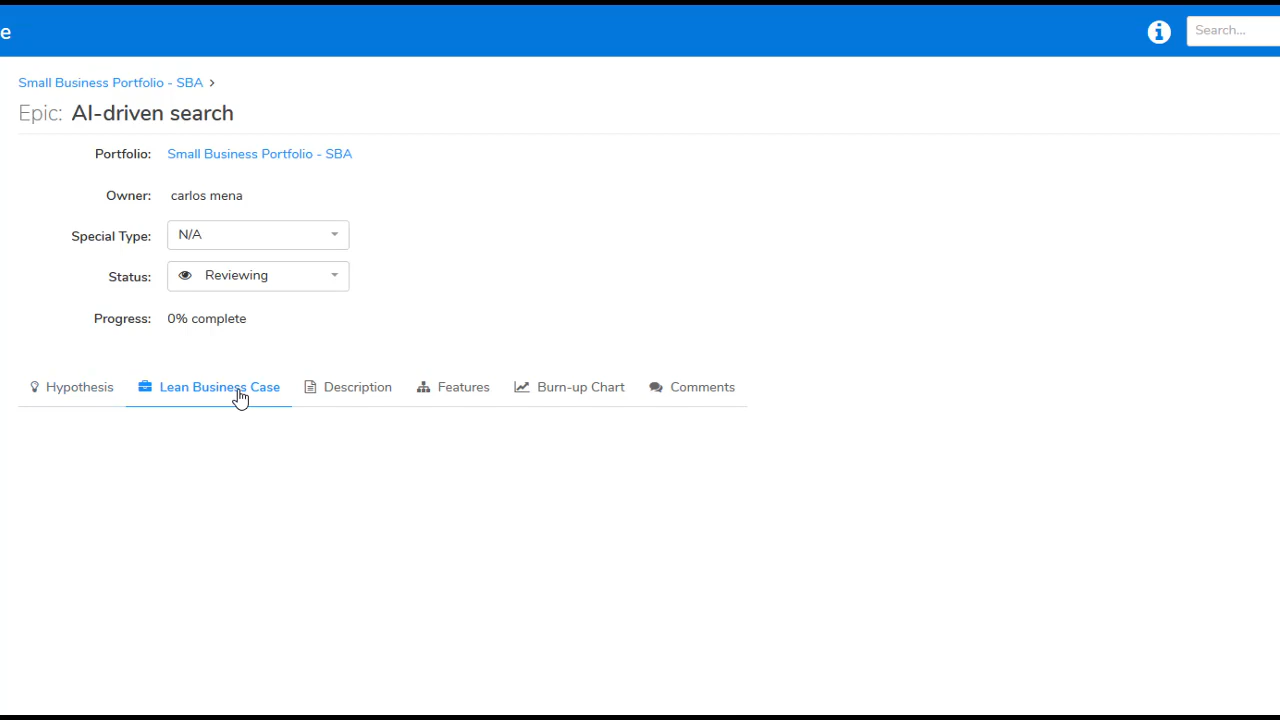 e
Search...
Small Business Portfolio - SBA >
Epic: AI-driven search
Portfolio: Small Business Portfolio - SBA
Owner: carlos mena
Special Type: N/A
Status: Reviewing
Progress: 0% complete
Hypothesis Lean Business Case Description Features Burn-up Chart Comments